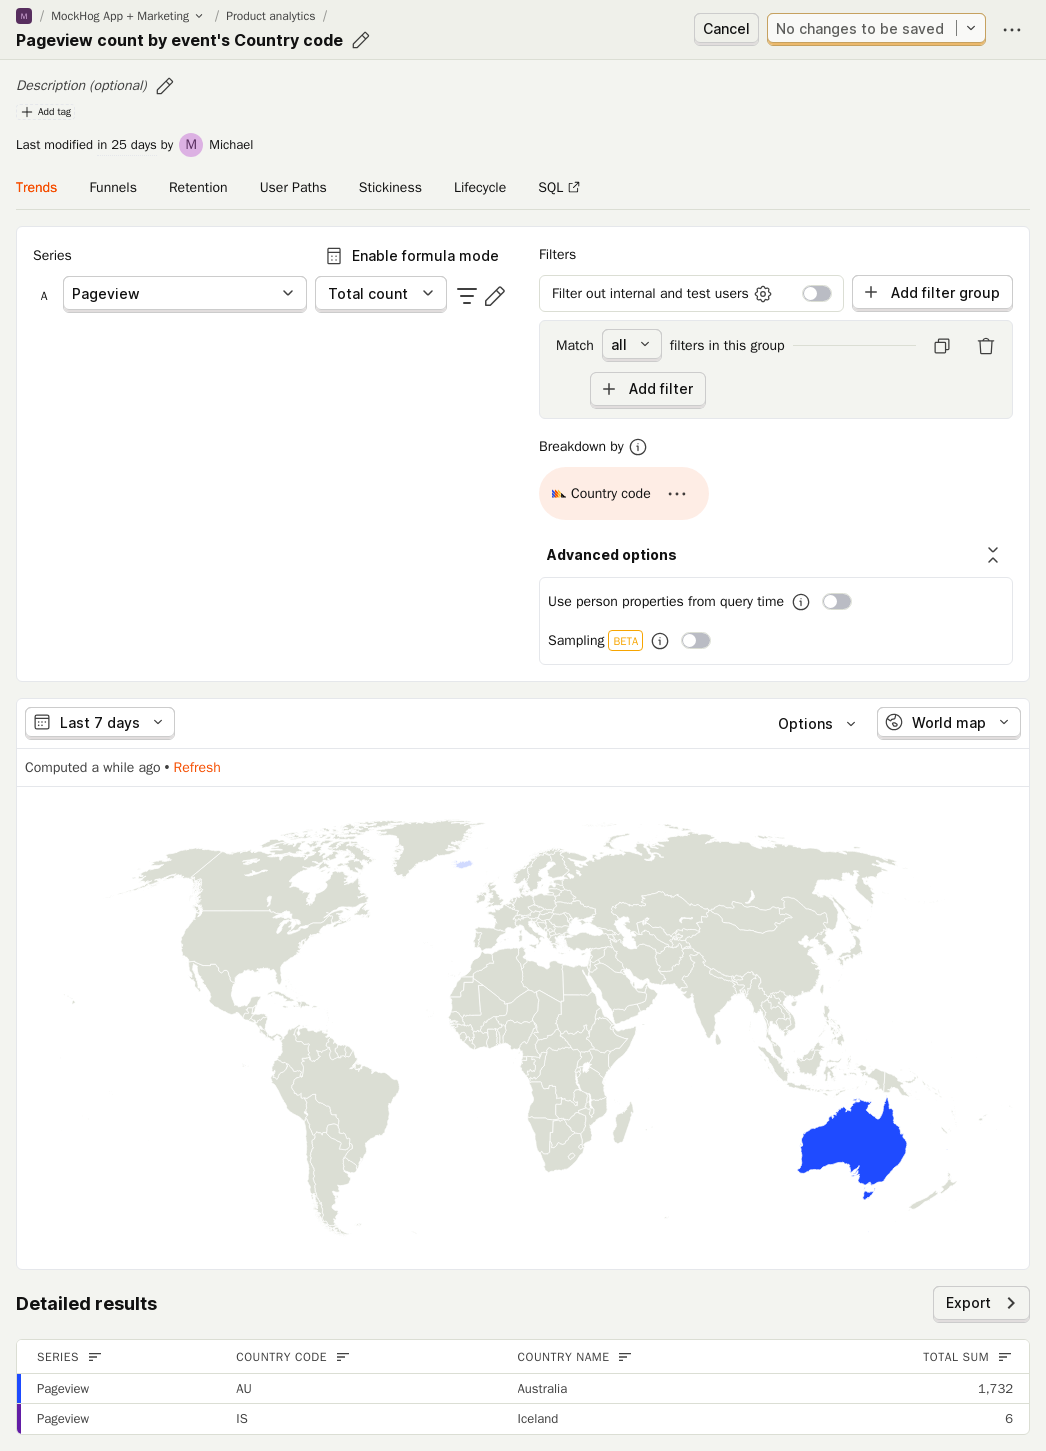 M / MockHog App + Marketing / Product analytics /
Pageview count by event's Country code
Cancel
No changes to be saved
Description (optional)
Add tag
Last modified in 25 days by M Michael
Trends Funnels Retention User Paths Stickiness Lifecycle SQL
Series
Enable formula mode
A Pageview Total count
Filters
Filter out internal and test users
Add filter group
Match all filters in this group
Add filter
Breakdown by
Country code
Advanced options
Use person properties from query time
Sampling BETA
Last 7 days
Options
World map
Computed a while ago • Refresh
Detailed results
Export
SERIES COUNTRY CODE COUNTRY NAME TOTAL SUM
Pageview AU Australia 1,732
Pageview IS Iceland 6